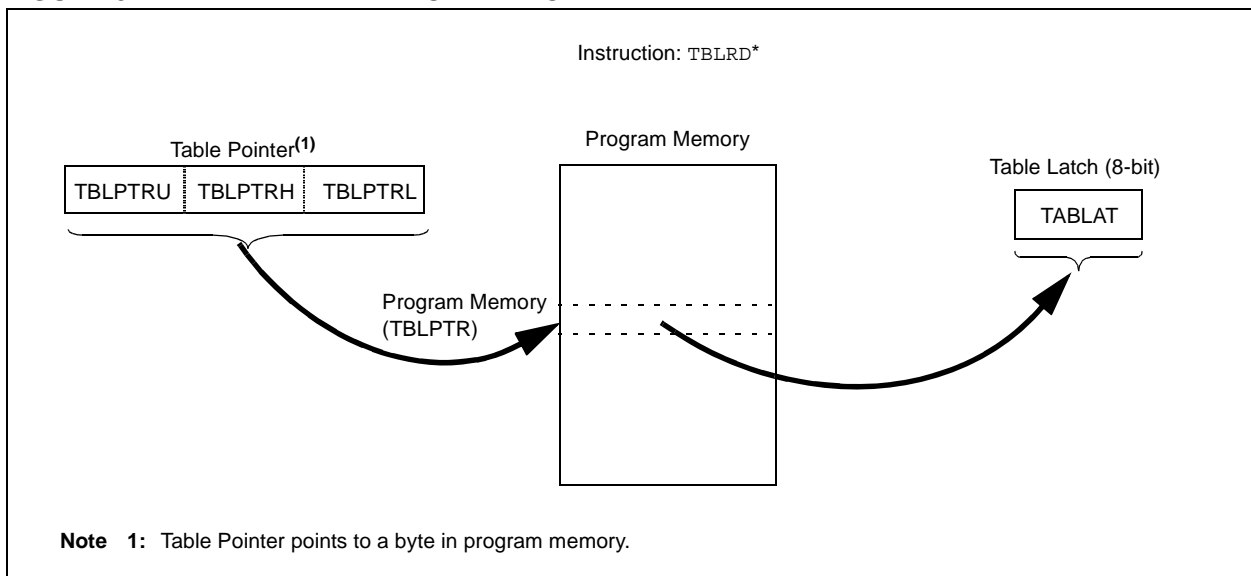 Instruction: TBLRD*
Table Pointer(1)
TBLPTRU TBLPTRH TBLPTRL
Program Memory
Table Latch (8-bit)
TABLAT
Program Memory
(TBLPTR)
Note 1: Table Pointer points to a byte in program memory.